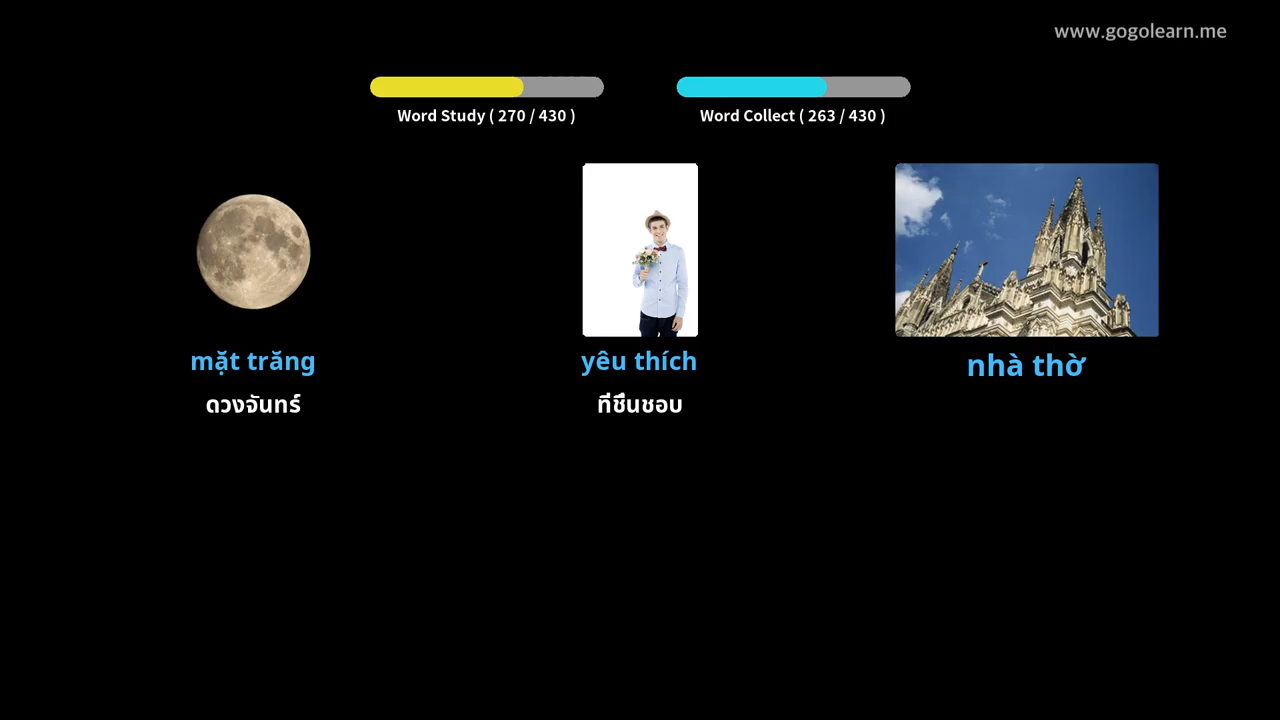 www.gogolearn.me
Word Study ( 270 / 430 )
Word Collect ( 263 / 430 )
mặt trăng
yêu thích
nhà thờ
ดวงจันทร์
ที่ชื่นชอบ